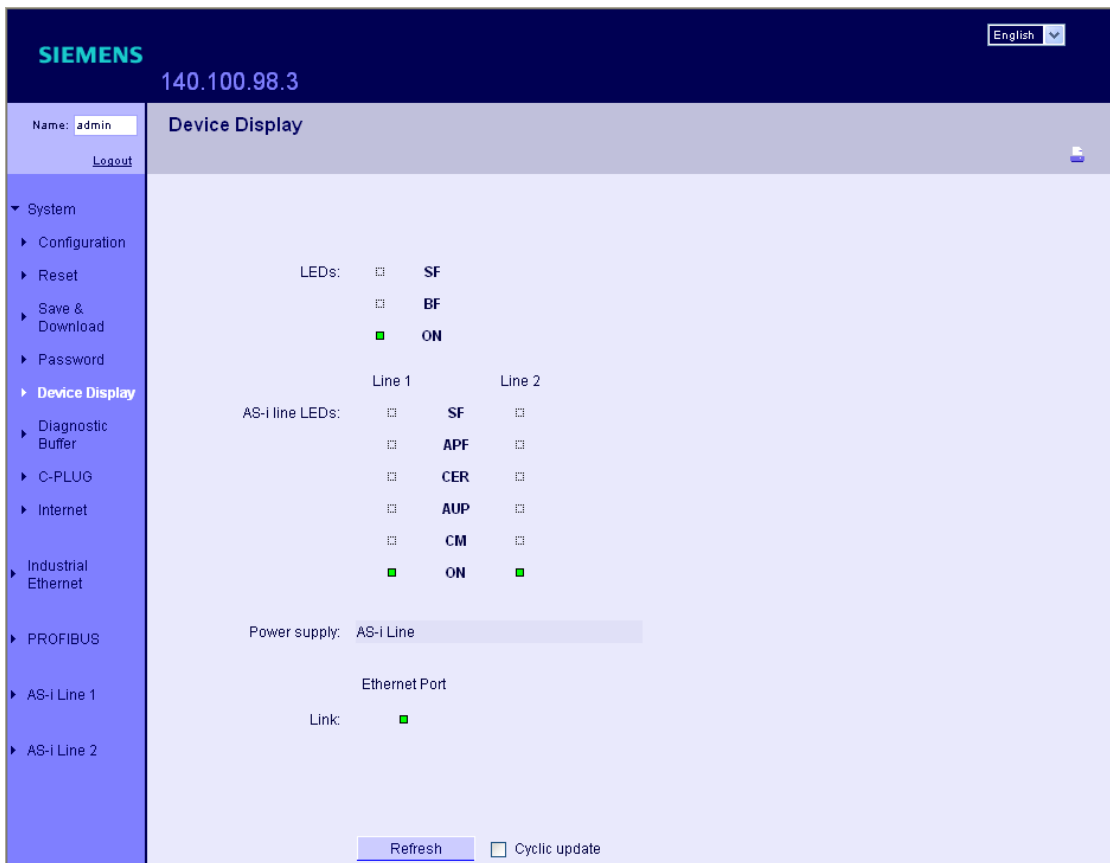 English
SIEMENS
140.100.98.3
Name: admin
Logout
Device Display
System
Configuration
Reset
Save &
Download
Password
Device Display
Diagnostic
Buffer
C-PLUG
Internet
Industrial
Ethernet
PROFIBUS
AS-i Line 1
AS-i Line 2
LEDs: SF
BF
ON
Line 1 Line 2
AS-i line LEDs: SF
APF
CER
AUP
CM
ON
Power supply: AS-i Line
Ethernet Port
Link:
Refresh Cyclic update